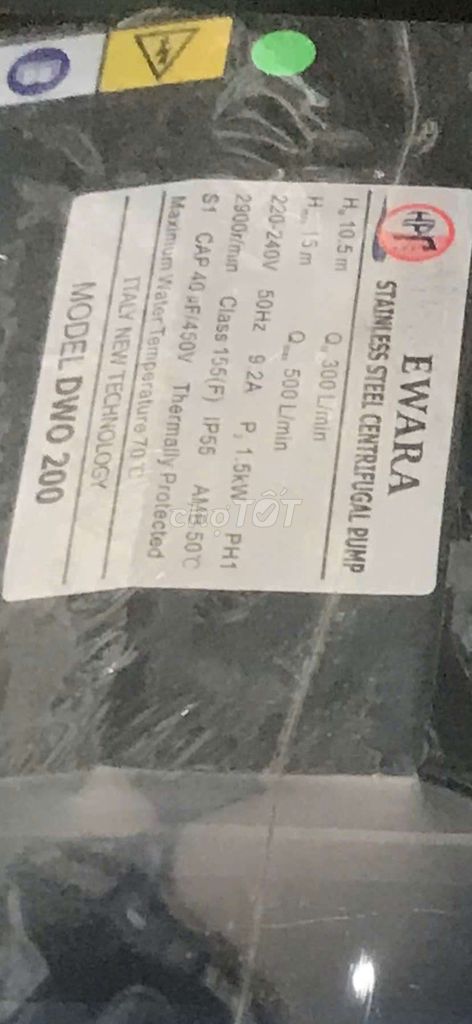 HPT
EWARA
STAINLESS STEEL CENTRIFUGAL PUMP
Hn 10.5 m Qn 300 L/min
Hmax 15 m Qmax 500 L/min
220-240V 50Hz 9.2A P2 1.5kW PH1
2900r/min Class 155(F) IP55 AMB 50℃
S1 CAP 40 μF/450V Thermally Protected
Maximum Water Temperature 70℃
ITALY NEW TECHNOLOGY
MODEL DWO 200
chợTỐT